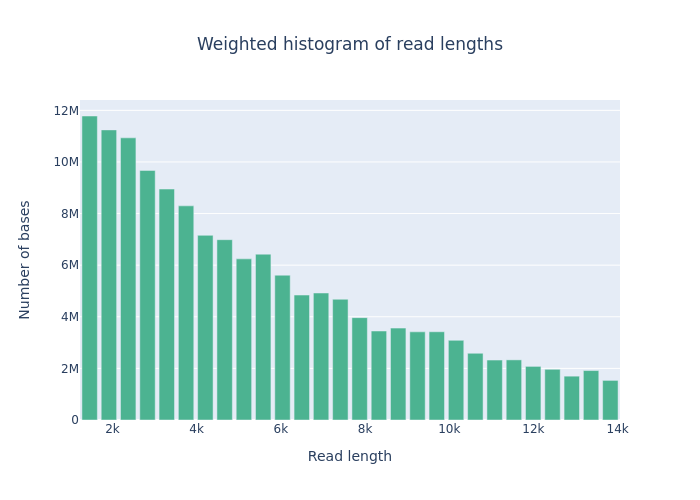 Weighted histogram of read lengths
12M
10M
8M
6M
4M
2M
0
Number of bases
2k
4k
6k
8k
10k
12k
14k
Read length